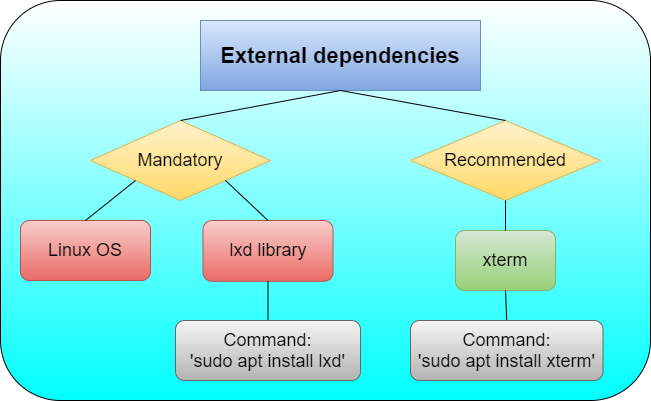 External dependencies
Mandatory
Recommended
Linux OS
lxd library
xterm
Command:
'sudo apt install lxd'
Command:
'sudo apt install xterm'